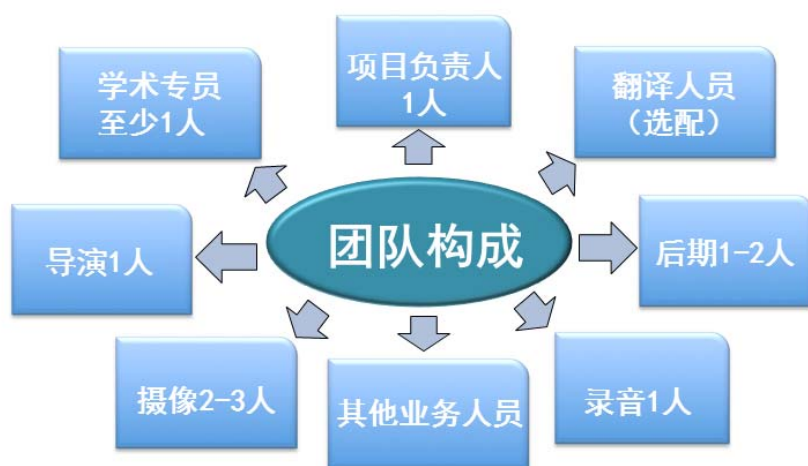 项目负责人
1人
学术专员
至少1人
翻译人员
（选配）
导演1人
团队构成
后期1-2人
摄像2-3人
其他业务人员
录音1人